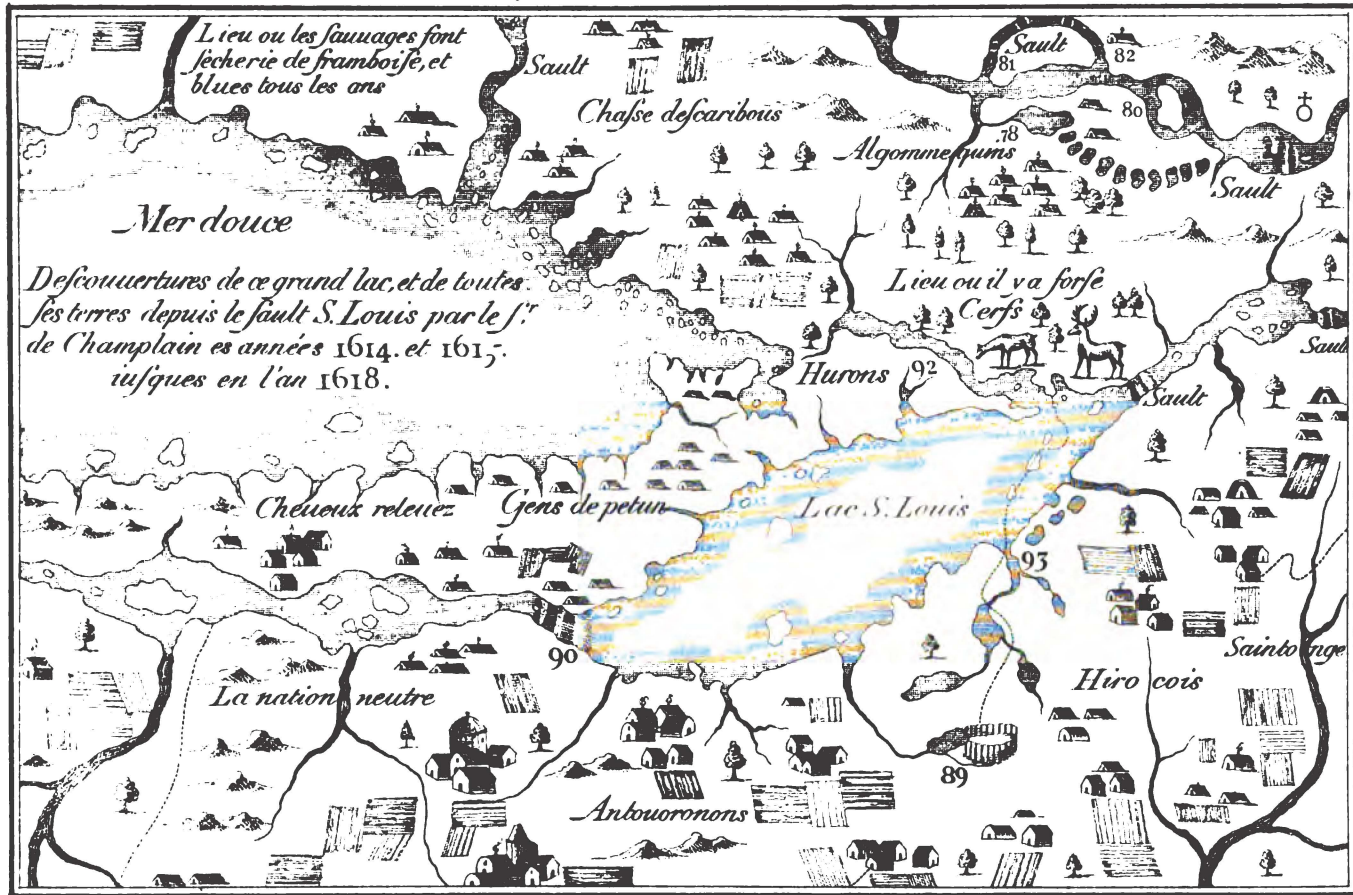 Lieu ou les sauuages font
secherie de framboise, et
blues tous les ans
Sault
Sault
81
82
Chasse descaribous
80
78
Algommequins
Sault
Mer douce
Descouuertures de ce grand lac, et de toutes
ses terres depuis le sault S. Louis par le s.r
de Champlain es années 1614. et 1615.
iusques en l'an 1618.
Lieu ou il y a forse
Cerfs
Hurons
92
Sault
Sault
Cheueux releuez
Gens de petun
Lac S. Louis
93
90
Saintonge
La nation neutre
Hirocois
89
Antouoronons